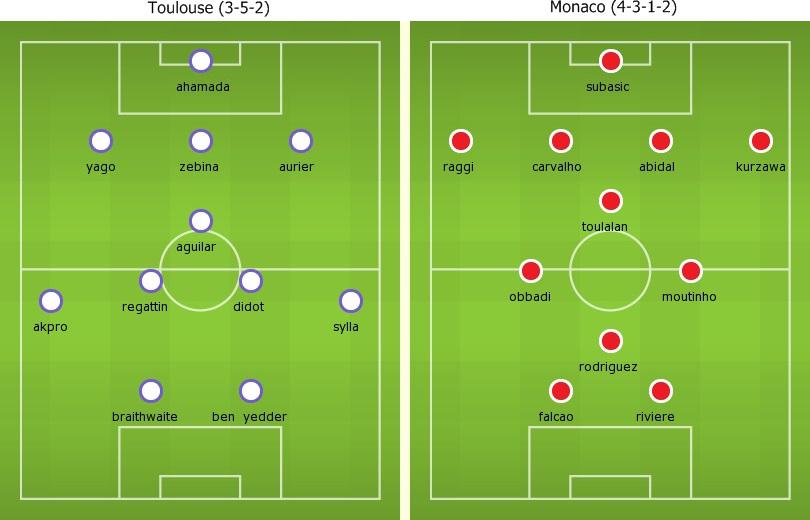 Toulouse (3-5-2)
ahamada
yago zebina aurier
aguilar
regattin didot
akpro sylla
braithwaite ben yedder
Monaco (4-3-1-2)
subasic
raggi carvalho abidal kurzawa
toulalan
obbadi moutinho
rodriguez
falcao riviere